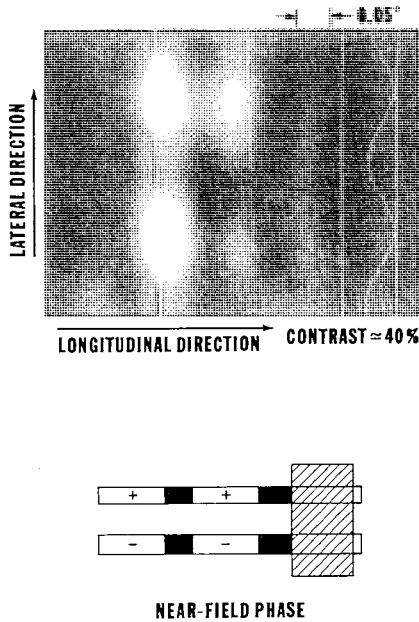 0.05°
LATERAL DIRECTION
LONGITUDINAL DIRECTION
CONTRAST ≃ 40%
+ +
- -
NEAR-FIELD PHASE